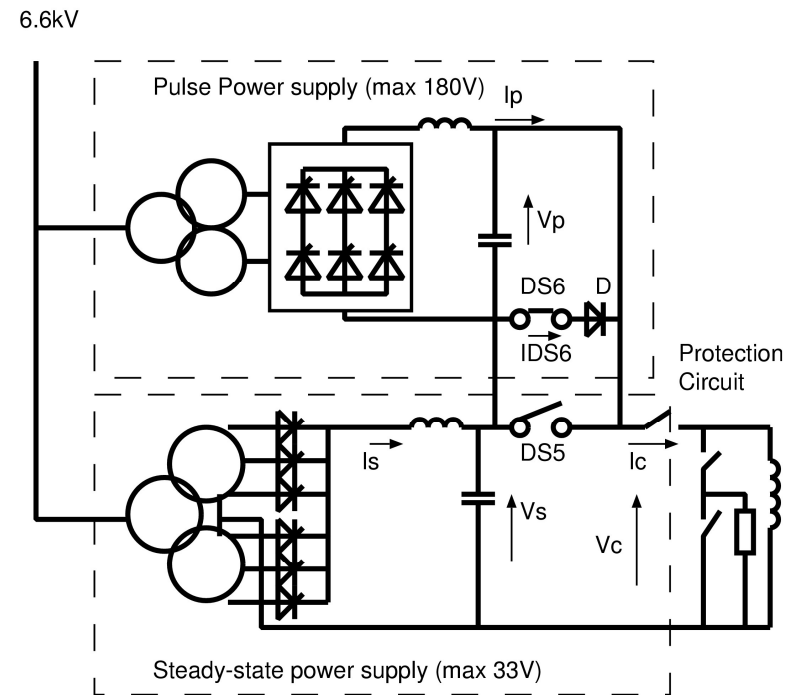 6.6kV
Pulse Power supply (max 180V)
Ip
Vp
DS6
D
IDS6
Protection
Circuit
Is
DS5
Ic
Vs
Vc
Steady-state power supply (max 33V)